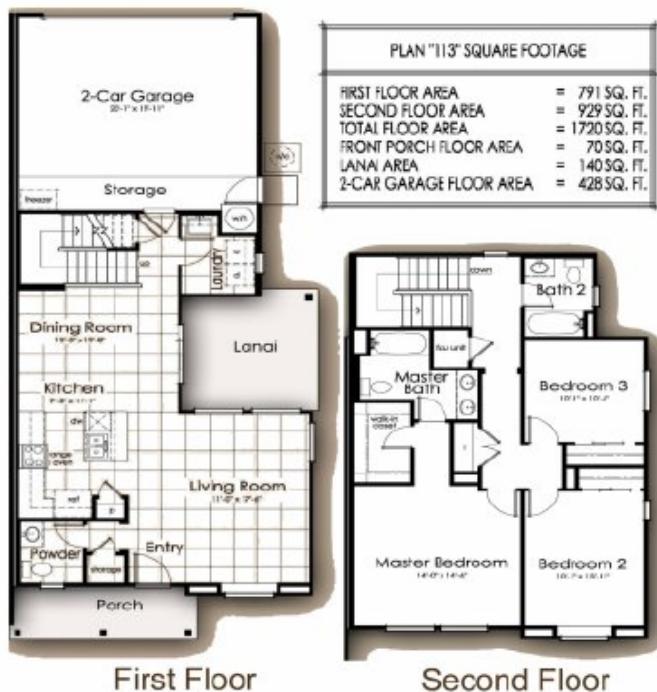 PLAN "113" SQUARE FOOTAGE
FIRST FLOOR AREA = 791 SQ. FT.
SECOND FLOOR AREA = 929 SQ. FT.
TOTAL FLOOR AREA = 1720 SQ. FT.
FRONT PORCH FLOOR AREA = 70 SQ. FT.
LANAI AREA = 140 SQ. FT.
2-CAR GARAGE FLOOR AREA = 428 SQ. FT.
2-Car Garage
Storage
freezer
w/h
up
Laundry
Dining Room
Lanai
Kitchen
dw
range
oven
ref
p
Living Room
Powder
storage
Entry
Porch
First Floor
down
Bath 2
fau unit
Master
Bath
walk-in
closet
Bedroom 3
Master Bedroom
Bedroom 2
Second Floor